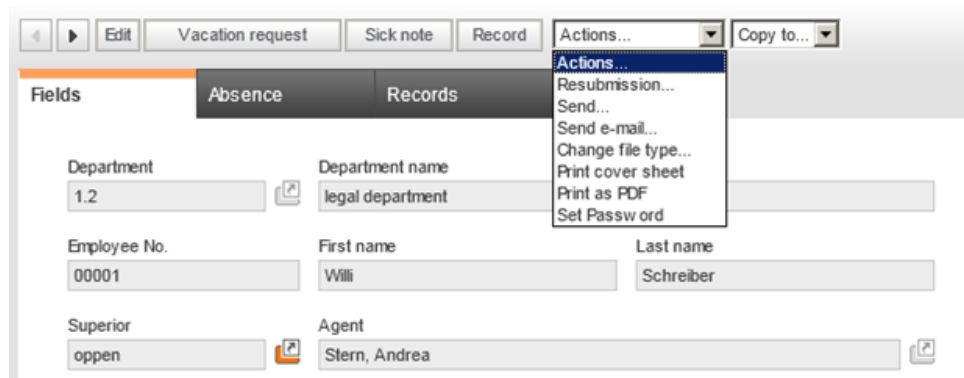 Edit Vacation request Sick note Record Actions... Copy to...
Actions...
Resubmission...
Send...
Send e-mail...
Change file type...
Print cover sheet
Print as PDF
Set Password
Fields Absence Records
Department Department name
1.2 legal department
Employee No. First name Last name
00001 Willi Schreiber
Superior Agent
oppen Stern, Andrea